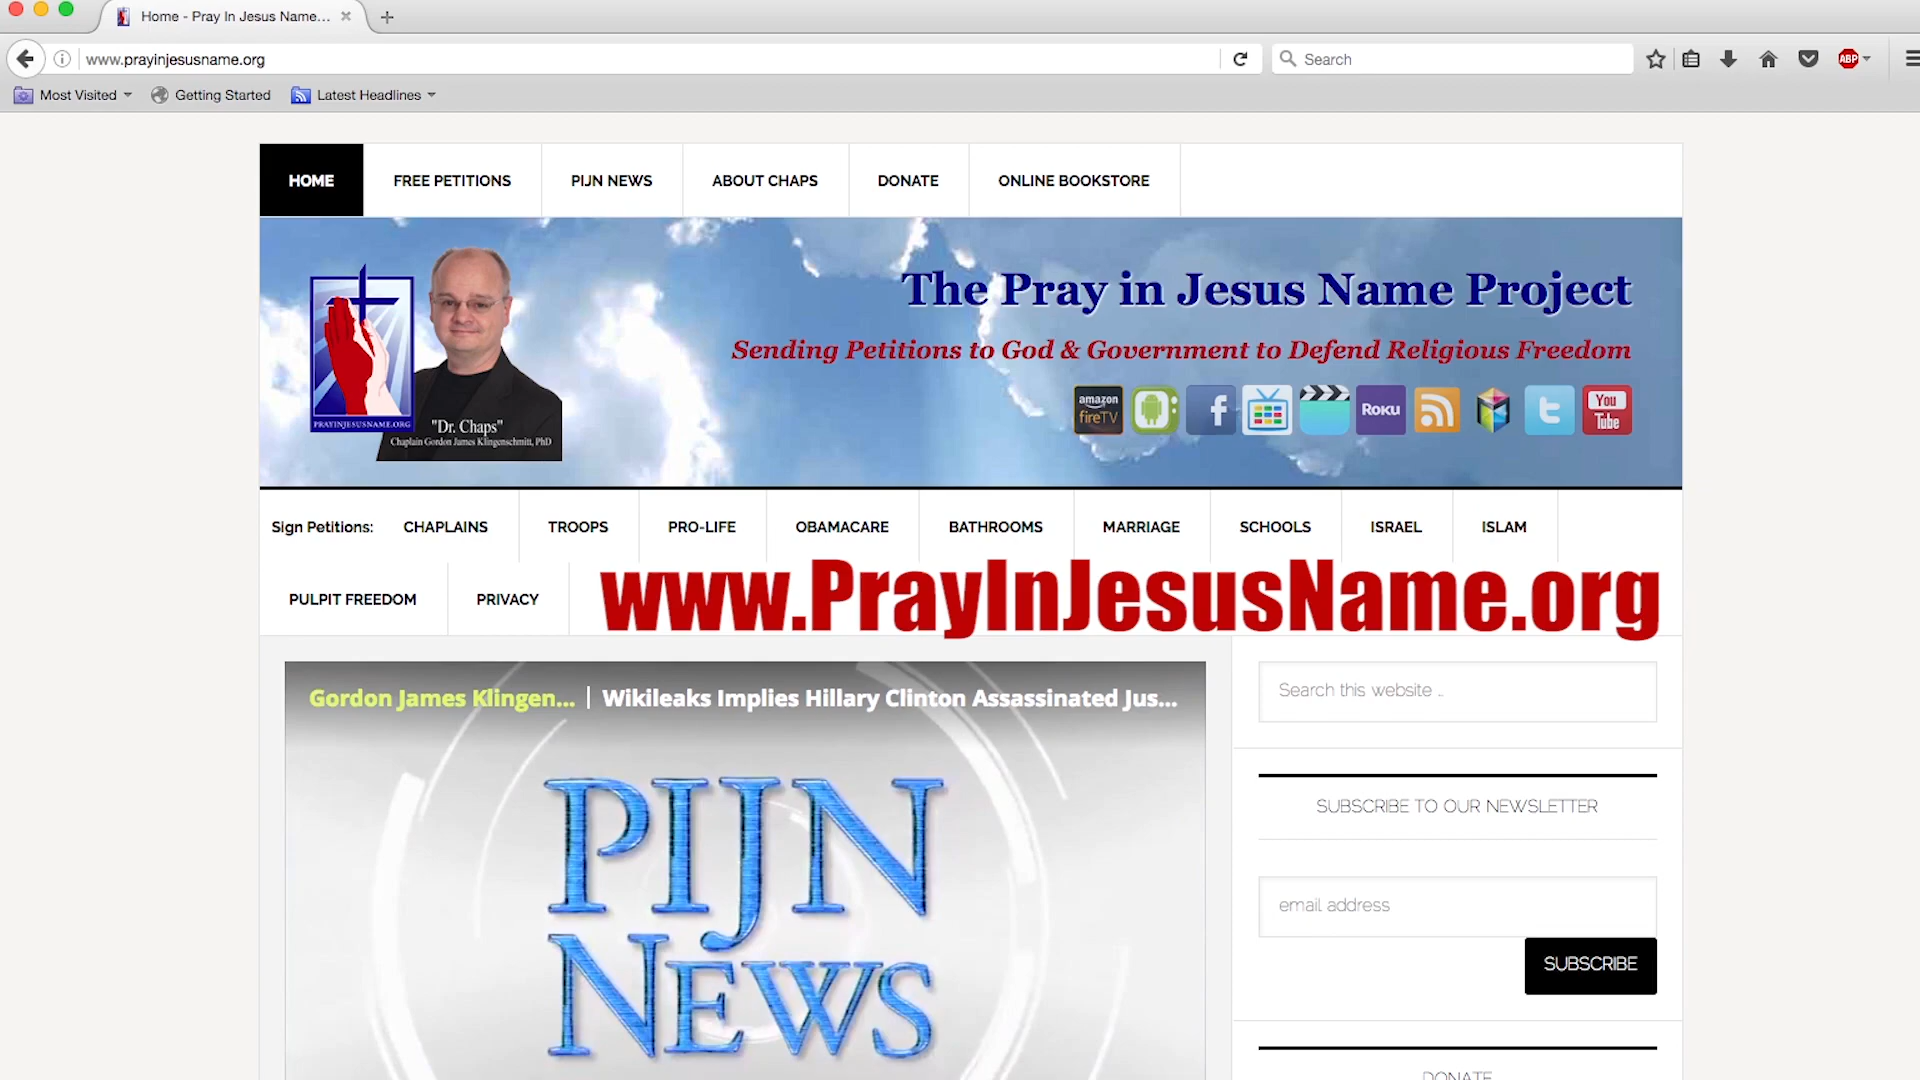 Home - Pray In Jesus Name...
www.prayinjesusname.org
Search
ABP
Most Visited
Getting Started
Latest Headlines
HOME
FREE PETITIONS
PIJN NEWS
ABOUT CHAPS
DONATE
ONLINE BOOKSTORE
The Pray in Jesus Name Project
Sending Petitions to God & Government to Defend Religious Freedom
amazon
fireTV
f
ROKU
t
You
Tube
PRAYINJESUSNAME.ORG
"Dr. Chaps"
Chaplain Gordon James Klingenschmitt, PhD
Sign Petitions:
CHAPLAINS
TROOPS
PRO-LIFE
OBAMACARE
BATHROOMS
MARRIAGE
SCHOOLS
ISRAEL
ISLAM
PULPIT FREEDOM
PRIVACY
www.PrayInJesusName.org
Gordon James Klingen... | Wikileaks Implies Hillary Clinton Assassinated Jus...
PIJN
NEWS
Search this website ..
SUBSCRIBE TO OUR NEWSLETTER
email address
SUBSCRIBE
DONATE